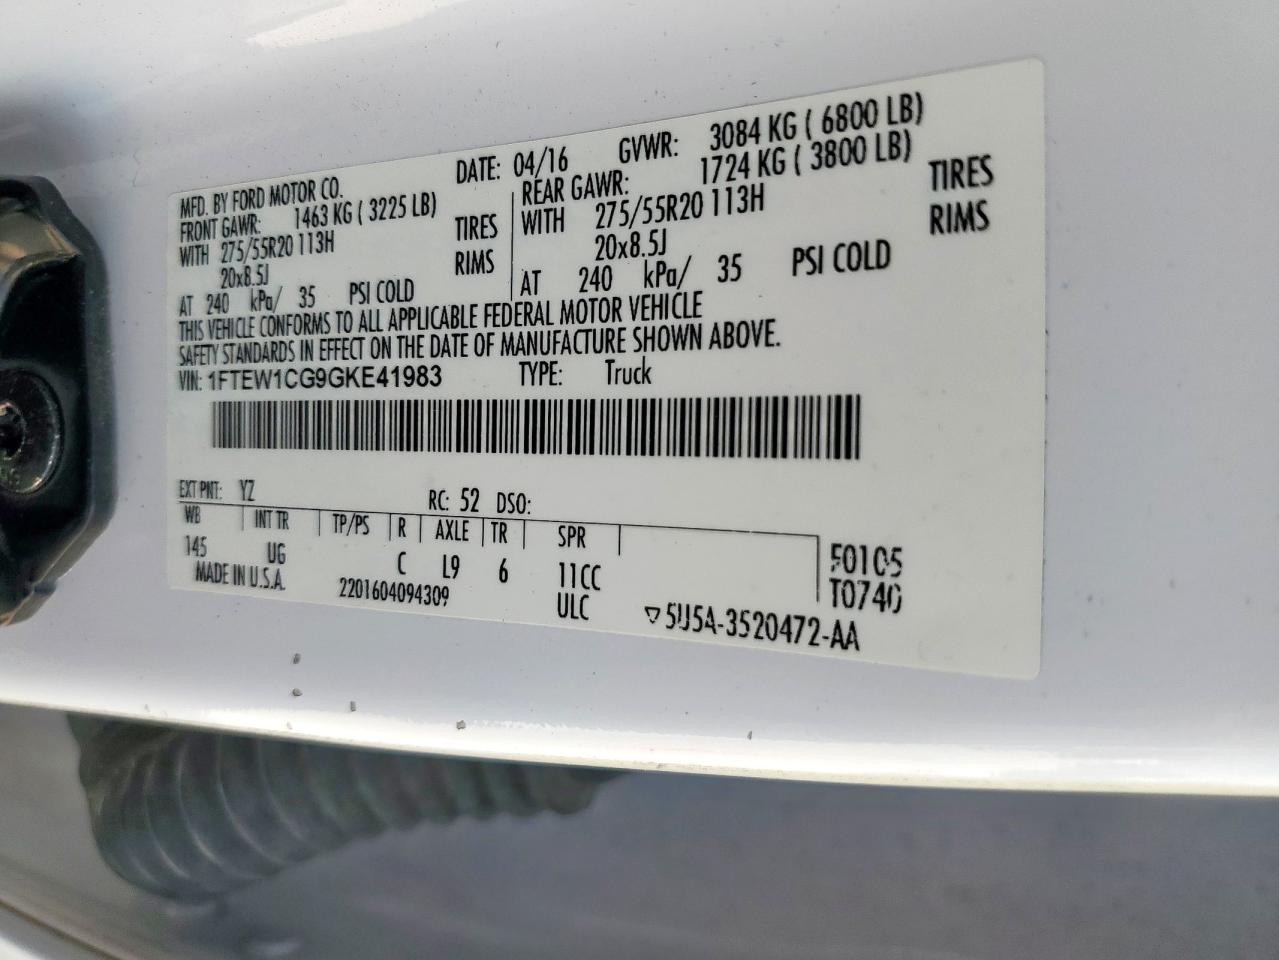 MFD. BY FORD MOTOR CO.
DATE: 04/16 GVWR: 3084 KG ( 6800 LB)
FRONT GAWR: 1463 KG ( 3225 LB)
WITH 275/55R20 113H TIRES
20x8.5J RIMS
AT 240 kPa/ 35 PSI COLD
REAR GAWR: 1724 KG ( 3800 LB)
WITH 275/55R20 113H TIRES
20x8.5J RIMS
AT 240 kPa/ 35 PSI COLD
THIS VEHICLE CONFORMS TO ALL APPLICABLE FEDERAL MOTOR VEHICLE
SAFETY STANDARDS IN EFFECT ON THE DATE OF MANUFACTURE SHOWN ABOVE.
VIN: 1FTEW1CG9GKE41983 TYPE: Truck
EXT PNT: YZ RC: 52 DSO:
WB INT TR TP/PS R AXLE TR SPR
145 UG C L9 6 11CC
ULC
F0105
T0740
MADE IN U.S.A.
2201604094309
▽5U5A-3520472-AA